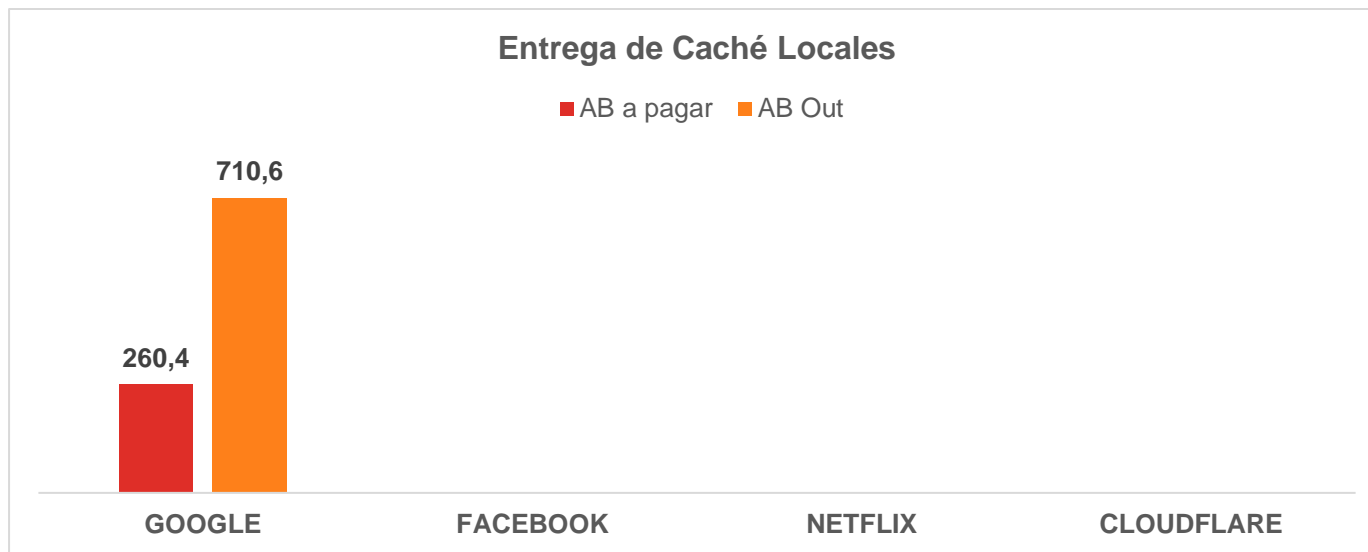 Entrega de Caché Locales
AB a pagar AB Out
710,6
260,4
GOOGLE FACEBOOK NETFLIX CLOUDFLARE